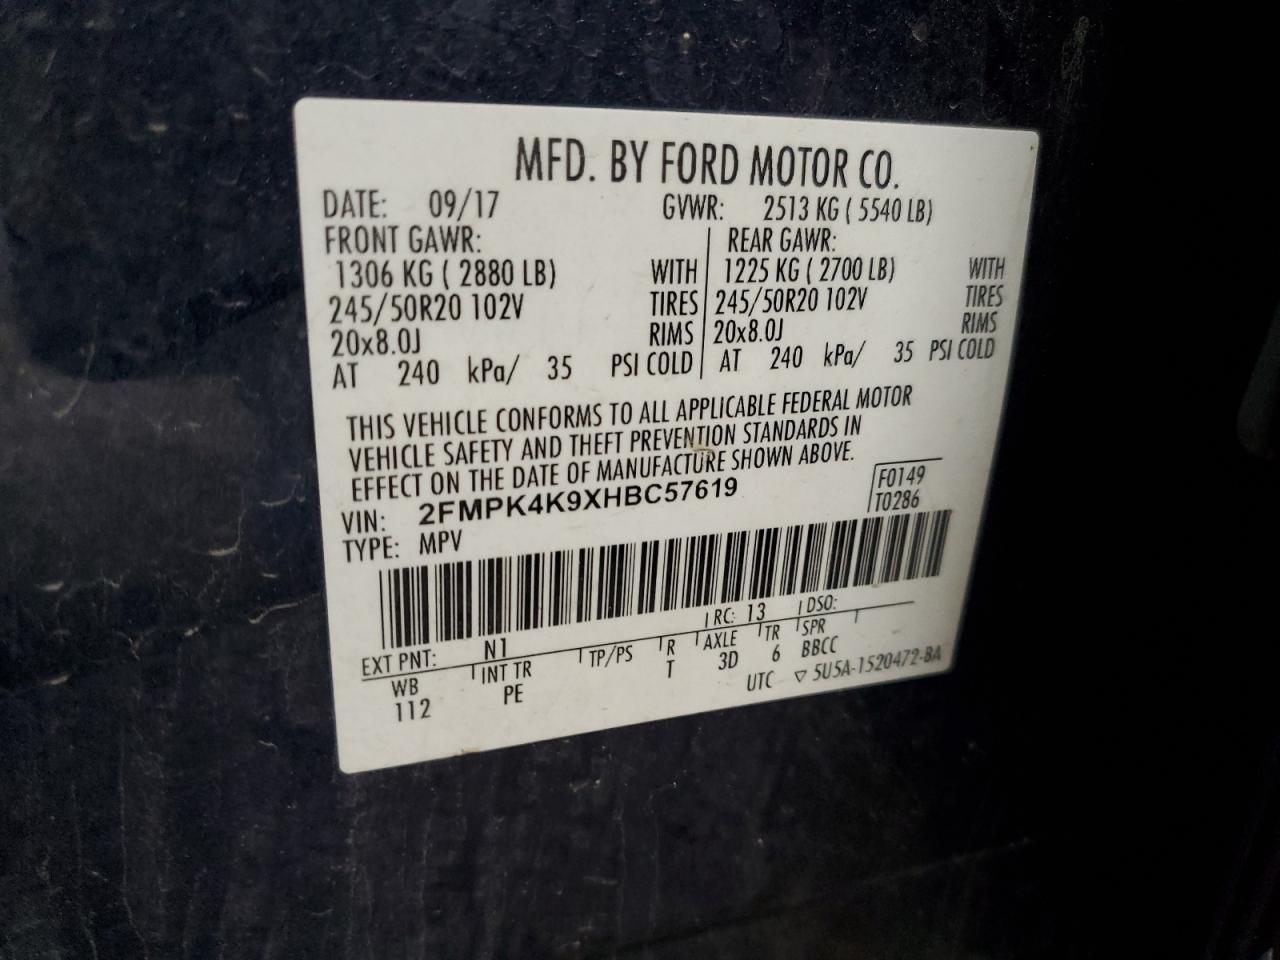 MFD. BY FORD MOTOR CO.
DATE: 09/17 GVWR: 2513 KG ( 5540 LB)
FRONT GAWR: REAR GAWR:
1306 KG ( 2880 LB) WITH 1225 KG ( 2700 LB) WITH
245/50R20 102V TIRES 245/50R20 102V TIRES
20x8.0J RIMS 20x8.0J RIMS
AT 240 kPa/ 35 PSI COLD AT 240 kPa/ 35 PSI COLD
THIS VEHICLE CONFORMS TO ALL APPLICABLE FEDERAL MOTOR
VEHICLE SAFETY AND THEFT PREVENTION STANDARDS IN
EFFECT ON THE DATE OF MANUFACTURE SHOWN ABOVE.
VIN: 2FMPK4K9XHBC57619 F0149
TYPE: MPV T0286
EXT PNT: N1 RC: 13 DSO:
WB INT TR TP/PS R AXLE TR SPR
112 PE T 3D 6 BBCC
UTC ▽ 5U5A-1520472-BA